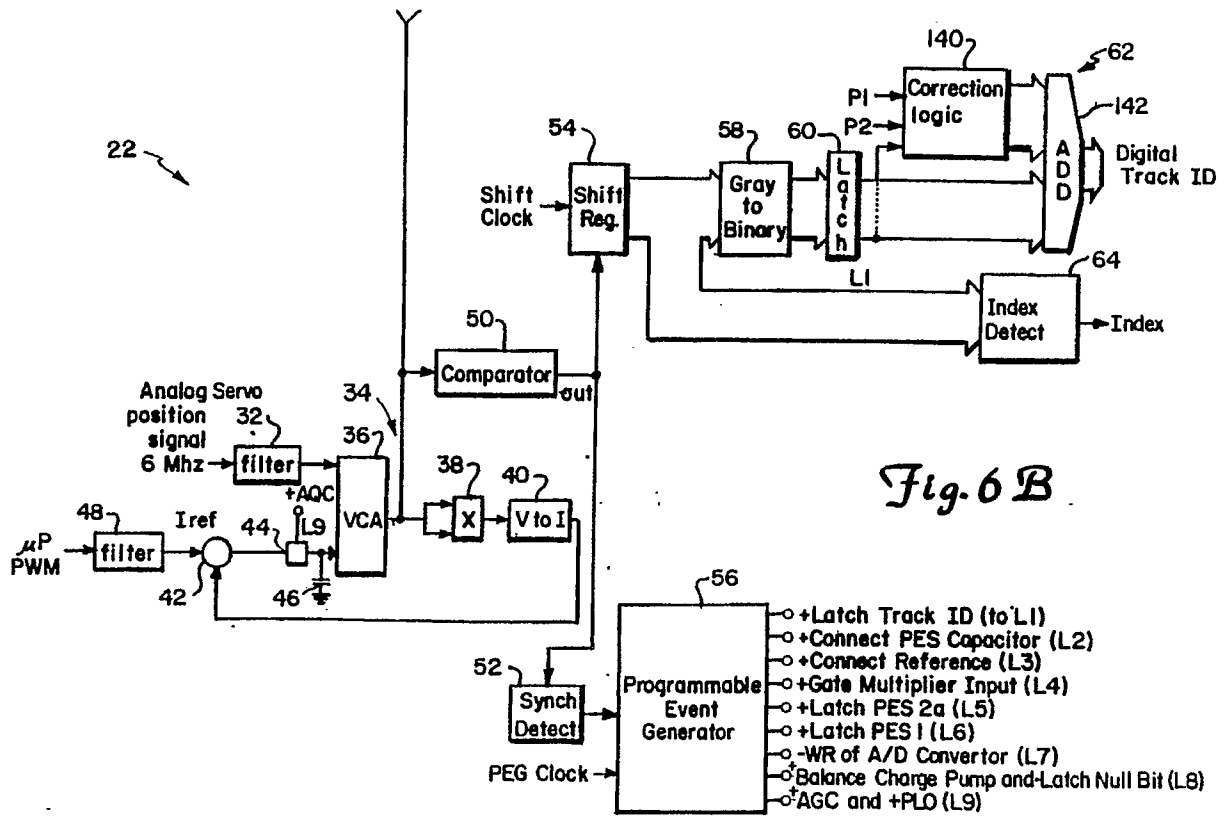 22
140
62
Correction
logic
142
P1
P2
54
58
60
Shift
Clock
Shift
Reg.
Gray
to
Binary
Latch
ADD
Digital
Track ID
L1
64
Index
Detect
Index
50
Comparator
out
34
Analog Servo
position
signal
6 Mhz
32
filter
36
VCA
+AQC
L9
38
X
40
V to I
Fig. 6 B
48
μP
PWM
filter
Iref
44
42
46
56
52
Synch
Detect
Programmable
Event
Generator
PEG Clock
+Latch Track ID (to L1)
+Connect PES Capacitor (L2)
+Connect Reference (L3)
+Gate Multiplier Input (L4)
+Latch PES 2a (L5)
+Latch PES 1 (L6)
-WR of A/D Convertor (L7)
±Balance Charge Pump and-Latch Null Bit (L8)
±AGC and +PLO (L9)